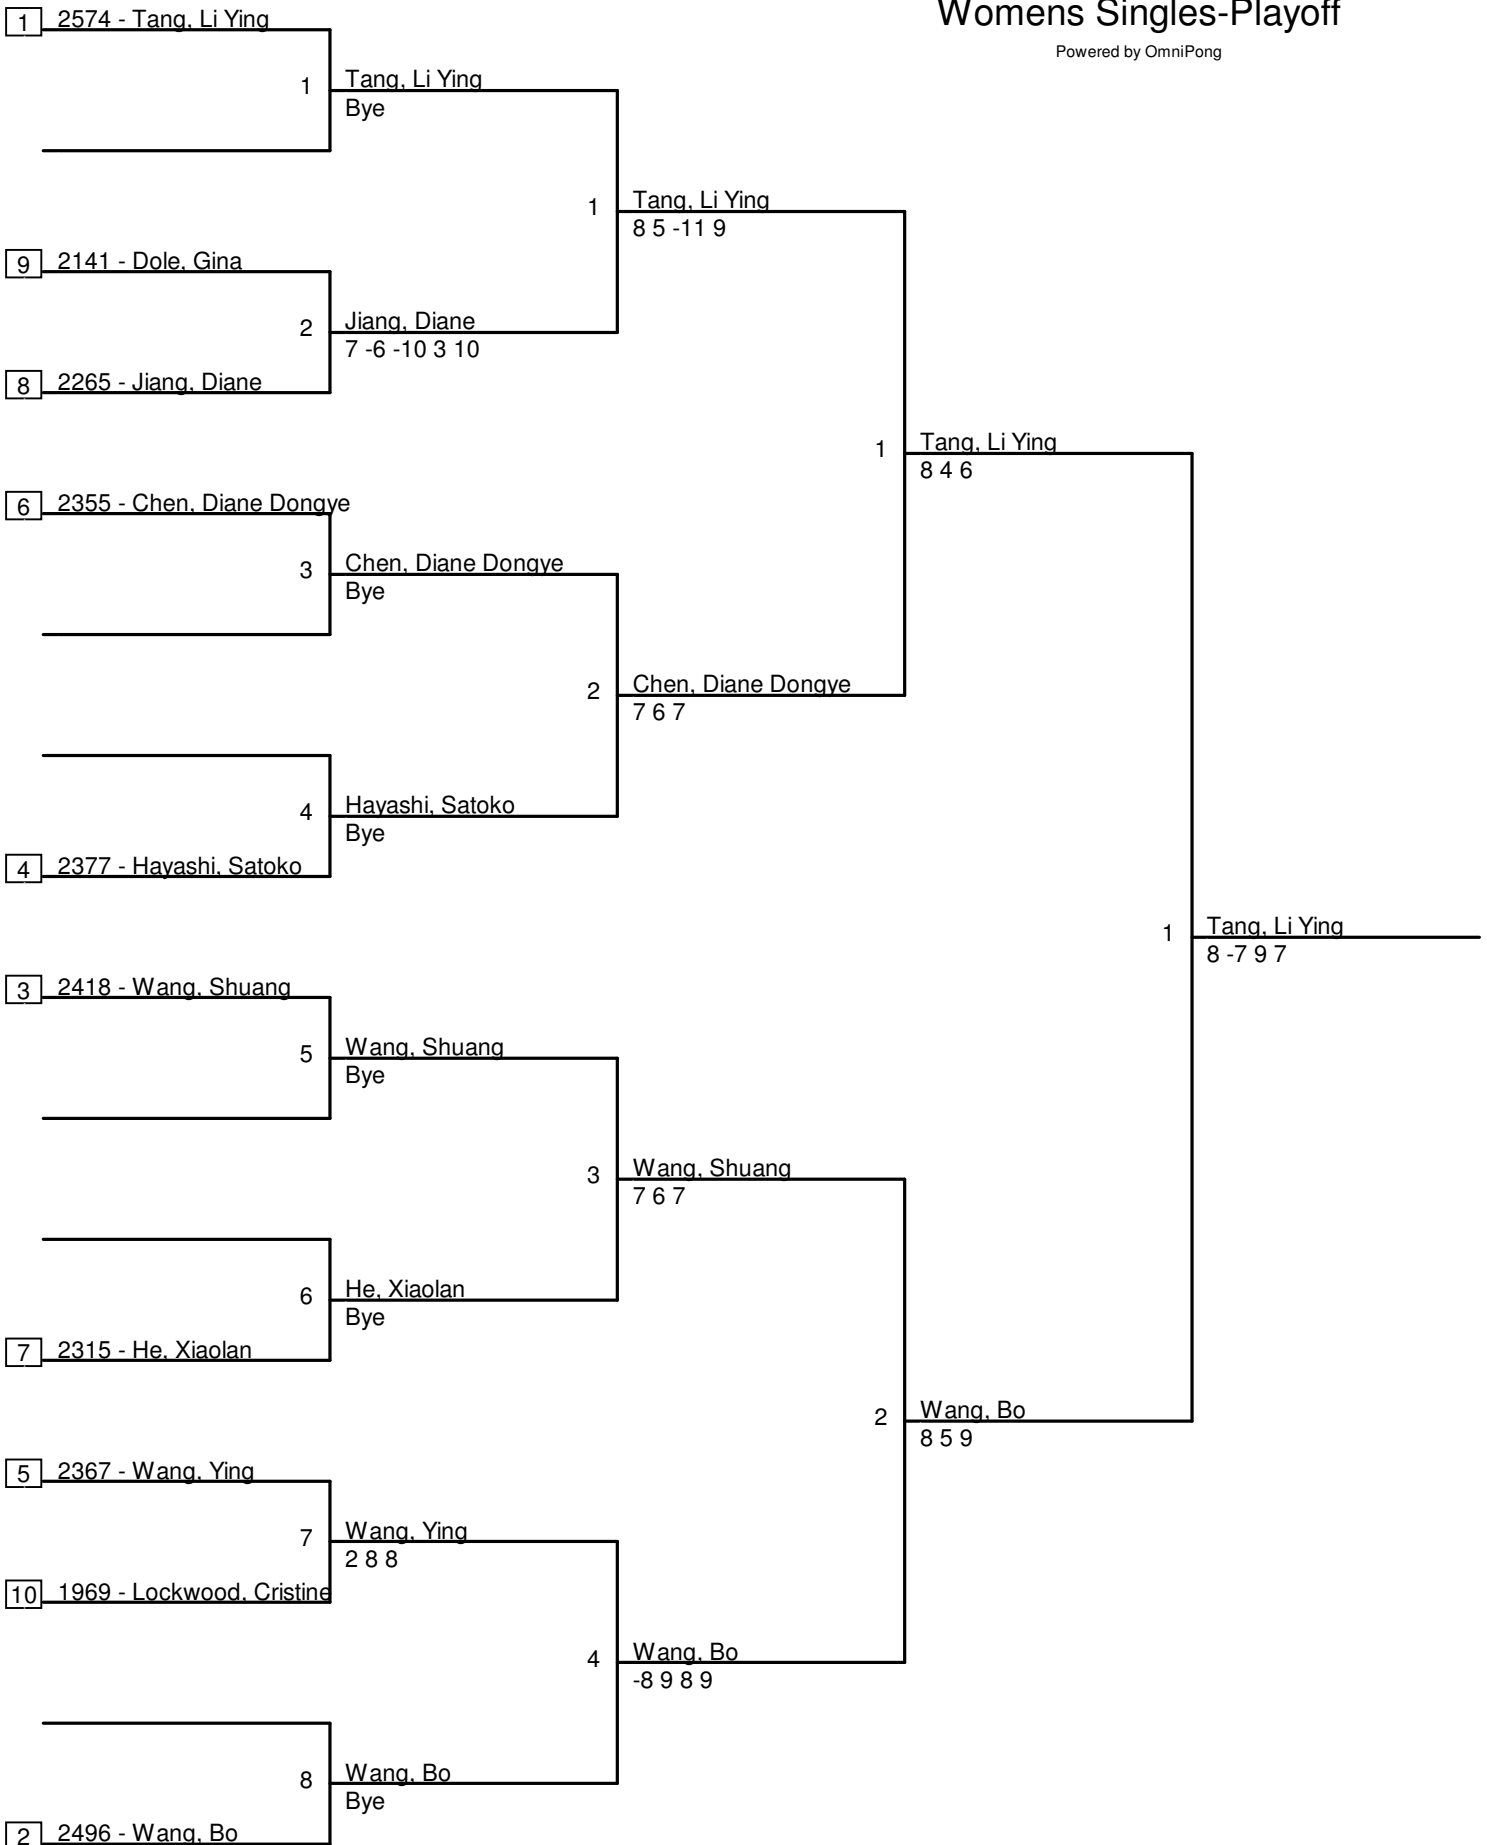 Womens Singles-Playoff
Powered by OmniPong
1 2574 - Tang, Li Ying
1 Tang, Li Ying
Bye
1 Tang, Li Ying
8 5 -11 9
9 2141 - Dole, Gina
2 Jiang, Diane
7 -6 -10 3 10
8 2265 - Jiang, Diane
1 Tang, Li Ying
8 4 6
6 2355 - Chen, Diane Dongye
3 Chen, Diane Dongye
Bye
2 Chen, Diane Dongye
7 6 7
4 Hayashi, Satoko
Bye
4 2377 - Hayashi, Satoko
1 Tang, Li Ying
8 -7 9 7
3 2418 - Wang, Shuang
5 Wang, Shuang
Bye
3 Wang, Shuang
7 6 7
6 He, Xiaolan
Bye
7 2315 - He, Xiaolan
2 Wang, Bo
8 5 9
5 2367 - Wang, Ying
7 Wang, Ying
2 8 8
10 1969 - Lockwood, Cristine
4 Wang, Bo
-8 9 8 9
8 Wang, Bo
Bye
2 2496 - Wang, Bo